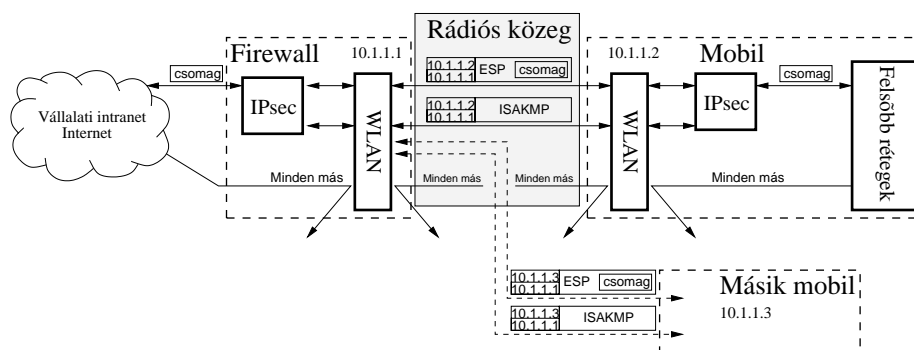 Rádiós közeg
Firewall
10.1.1.1
10.1.1.2
Mobil
csomag
10.1.1.2
10.1.1.1
ESP
csomag
csomag
IPsec
WLAN
10.1.1.2
10.1.1.1
ISAKMP
WLAN
IPsec
Felsõbb rétegek
Vállalati intranet
Internet
Minden más
Minden más
Minden más
Minden más
10.1.1.3
10.1.1.1
ESP
csomag
Másik mobil
10.1.1.3
10.1.1.3
10.1.1.1
ISAKMP